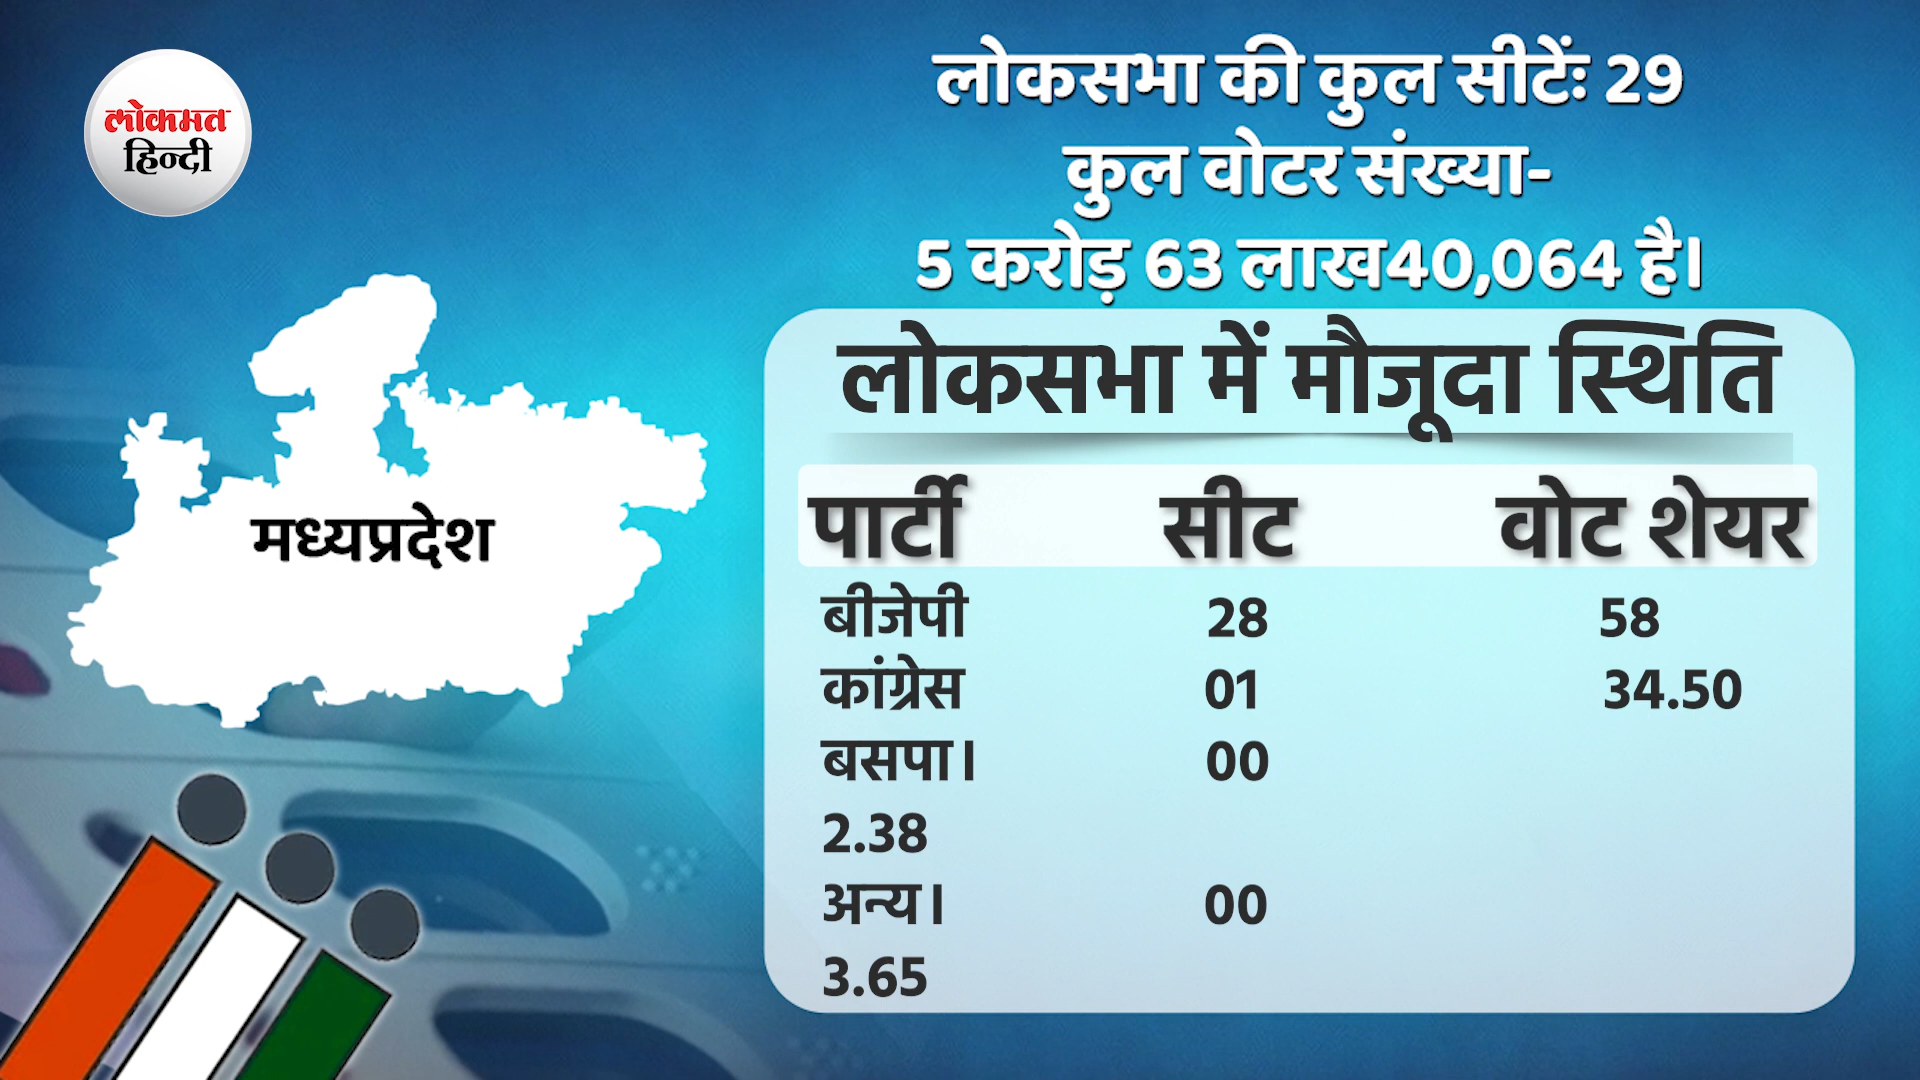 लोकमत
हिन्दी
लोकसभा की कुल सीटेंः 29
कुल वोटर संख्या-
5 करोड़ 63 लाख40,064 है।
मध्यप्रदेश
लोकसभा में मौजूदा स्थिति
पार्टी सीट वोट शेयर
बीजेपी 28 58
कांग्रेस 01 34.50
बसपा। 00
2.38
अन्य। 00
3.65